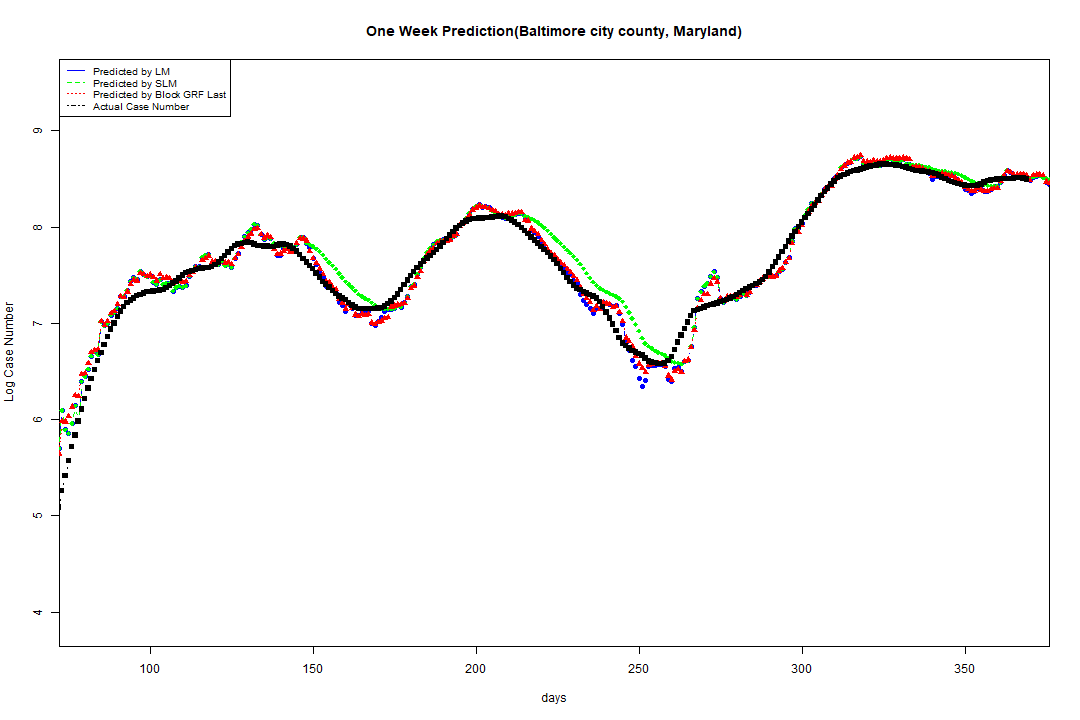 One Week Prediction(Baltimore city county, Maryland)
Predicted by LM
Predicted by SLM
Predicted by Block GRF Last
Actual Case Number
9
8
7
6
5
4
Log Case Number
100 150 200 250 300 350
days